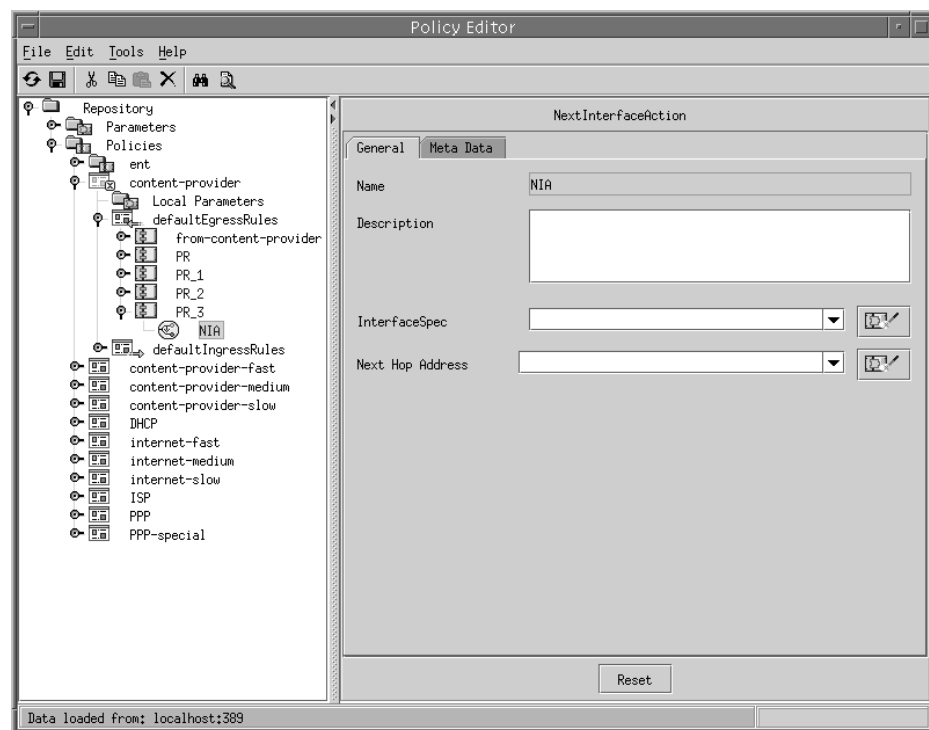 Policy Editor
File Edit Tools Help
Repository
Parameters
Policies
ent
content-provider
Local Parameters
defaultEgressRules
from-content-provider
PR
PR_1
PR_2
PR_3
NIA
defaultIngressRules
content-provider-fast
content-provider-medium
content-provider-slow
DHCP
internet-fast
internet-medium
internet-slow
ISP
PPP
PPP-special
NextInterfaceAction
General Meta Data
Name NIA
Description
InterfaceSpec
Next Hop Address
Reset
Data loaded from: localhost:389